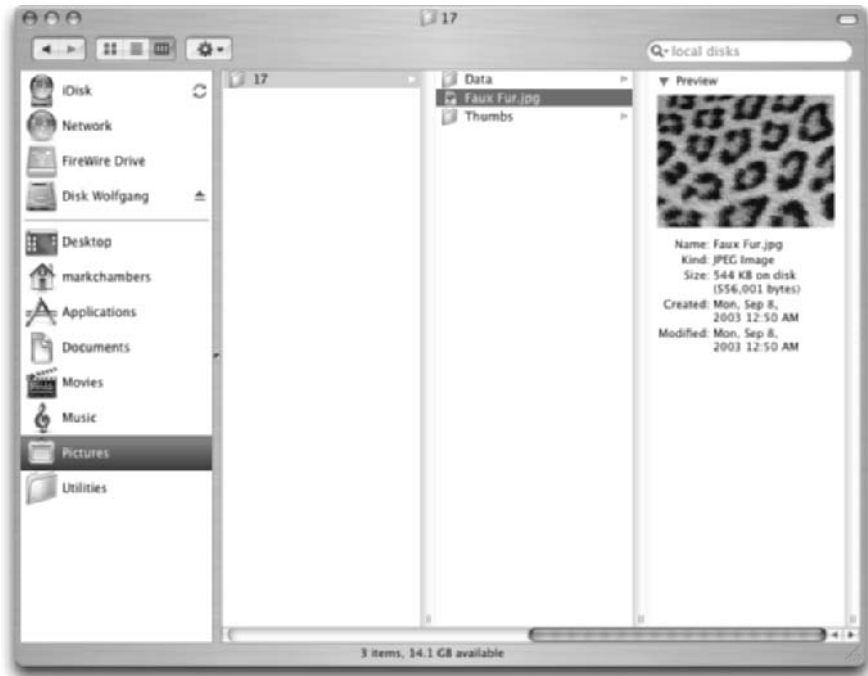 17
local disks
iDisk
Network
FireWire Drive
Disk Wolfgang
Desktop
markchambers
Applications
Documents
Movies
Music
Pictures
Utilities
17
Data
Faux Fur.jpg
Thumbs
Preview
Name: Faux Fur.jpg
Kind: JPEG Image
Size: 544 KB on disk
(556,001 bytes)
Created: Mon, Sep 8,
2003 12:50 AM
Modified: Mon, Sep 8,
2003 12:50 AM
3 items, 14.1 GB available